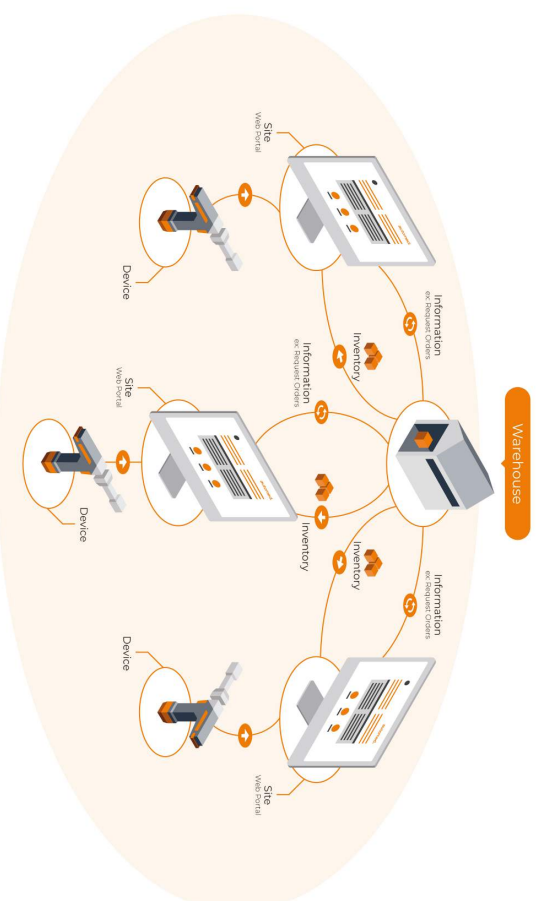 Warehouse
Information
ex: Request Orders
Information
ex: Request Orders
Inventory
Inventory
Information
ex: Request Orders
Inventory
Site
Web Portal
Site
Web Portal
Site
Web Portal
Device
Device
Device